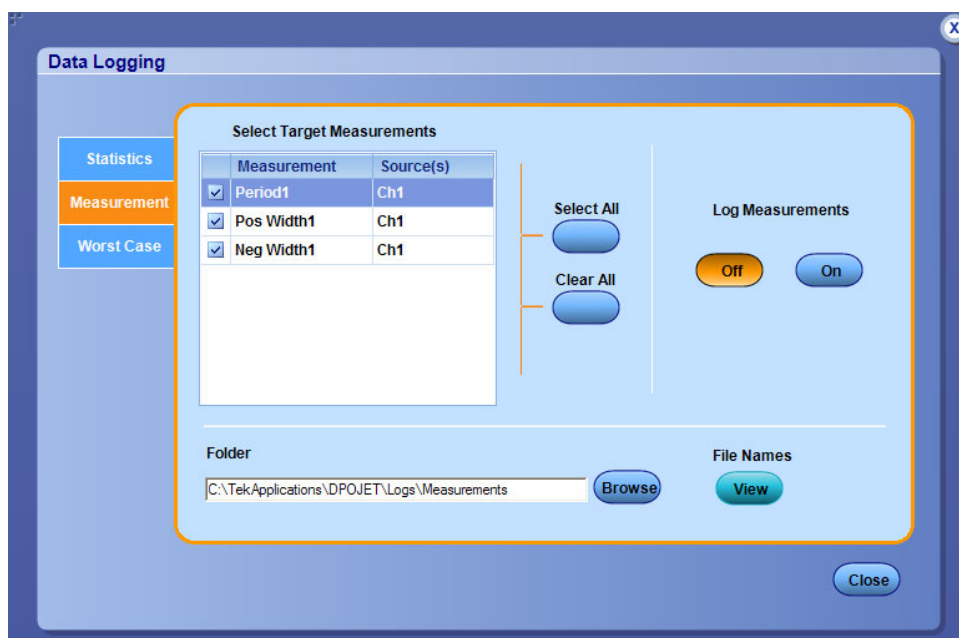 X
Data Logging
Statistics
Measurement
Worst Case
Select Target Measurements
Measurement Source(s)
Period1 Ch1
Pos Width1 Ch1
Neg Width1 Ch1
Select All
Clear All
Log Measurements
Off On
Folder
C:\TekApplications\DPOJET\Logs\Measurements
Browse
File Names
View
Close